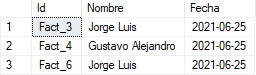 Id Nombre Fecha
1 Fact_3 Jorge Luis 2021-06-25
2 Fact_4 Gustavo Alejandro 2021-06-25
3 Fact_6 Jorge Luis 2021-06-25